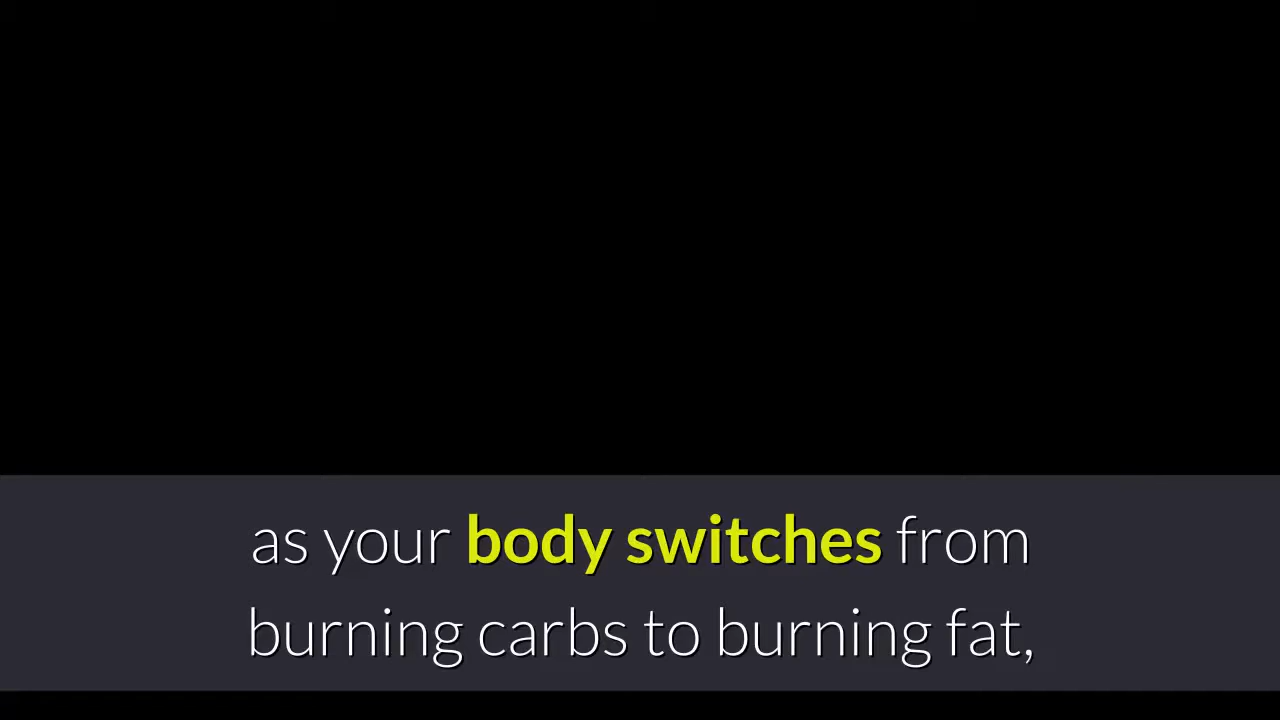 as your body switches from
burning carbs to burning fat,